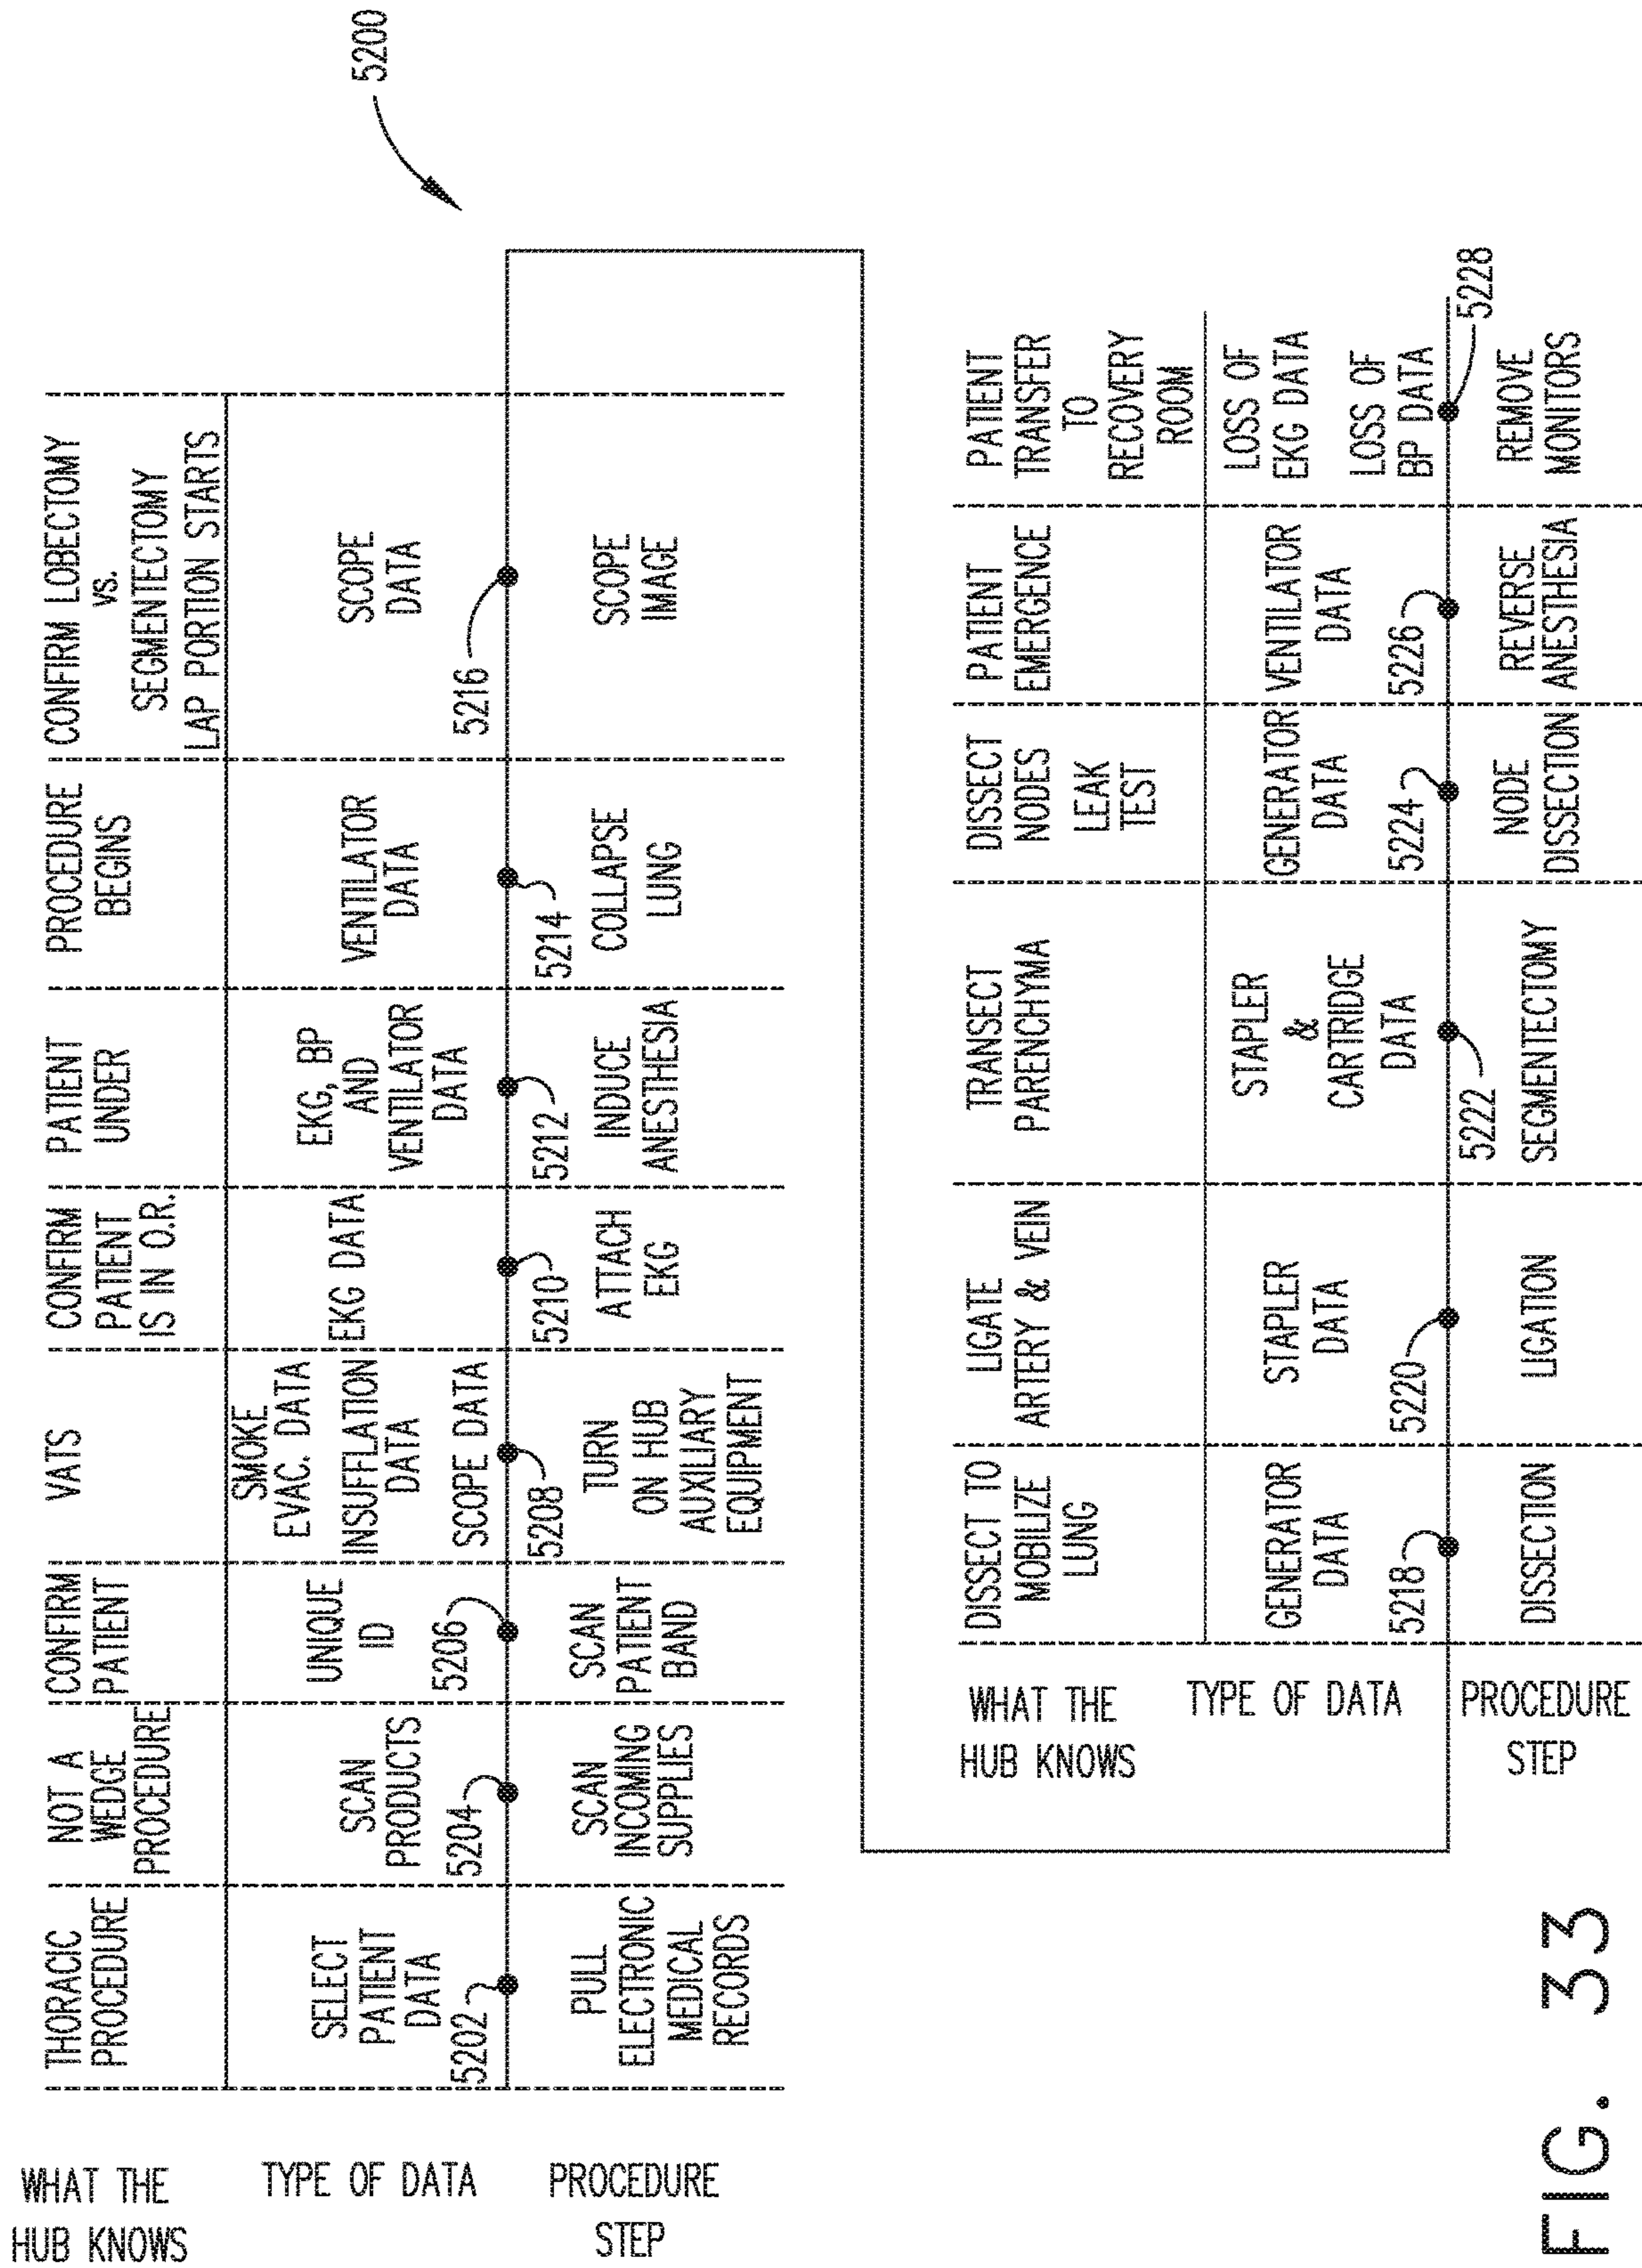 5200
WHAT THE
HUB KNOWS
THORACIC
PROCEDURE
NOT A
WEDGE
PROCEDURE
CONFIRM
PATIENT
VATS
CONFIRM
PATIENT
IS IN O.R.
PATIENT
UNDER
PROCEDURE
BEGINS
CONFIRM LOBECTOMY
vs.
SEGMENTECTOMY
LAP PORTION STARTS
TYPE OF DATA
SELECT
PATIENT
DATA
5202
SCAN
PRODUCTS
5204
UNIQUE
ID
5206
SMOKE
EVAC. DATA
INSUFFLATION
DATA
SCOPE DATA
5208
EKG DATA
5210
EKG, BP
AND
VENTILATOR
DATA
5212
VENTILATOR
DATA
5214
SCOPE
DATA
5216
PROCEDURE
STEP
PULL
ELECTRONIC
MEDICAL
RECORDS
SCAN
INCOMING
SUPPLIES
SCAN
PATIENT
BAND
TURN
ON HUB
AUXILIARY
EQUIPMENT
ATTACH
EKG
INDUCE
ANESTHESIA
COLLAPSE
LUNG
SCOPE
IMAGE
WHAT THE
HUB KNOWS
DISSECT TO
MOBILIZE
LUNG
LIGATE
ARTERY & VEIN
TRANSECT
PARENCHYMA
DISSECT
NODES
LEAK
TEST
PATIENT
EMERGENCE
PATIENT
TRANSFER
TO
RECOVERY
ROOM
TYPE OF DATA
GENERATOR
DATA
5218
STAPLER
DATA
5220
STAPLER
&
CARTRIDGE
DATA
5222
GENERATOR
DATA
5224
VENTILATOR
DATA
5226
LOSS OF
EKG DATA
LOSS OF
BP DATA
5228
PROCEDURE
STEP
DISSECTION
LIGATION
SEGMENTECTOMY
NODE
DISSECTION
REVERSE
ANESTHESIA
REMOVE
MONITORS
FIG. 33